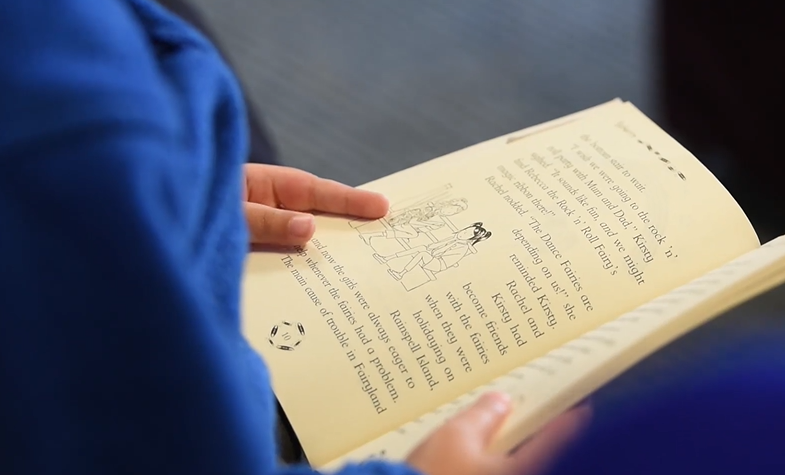 the bottom stair to wait.
"I wish we were going to the rock 'n'
roll party with Mum and Dad," Kirsty
sighed. "It sounds like fun, and we might
find Rebecca the Rock 'n' Roll Fairy's
magic ribbon there!"
Rachel nodded. "The Dance Fairies are
depending on us!" she
reminded Kirsty.
Rachel and
Kirsty had
become friends
with the fairies
when they were
holidaying on
Rainspell Island,
and now the girls were always eager to
help whenever the fairies had a problem.
The main cause of trouble in Fairyland
10